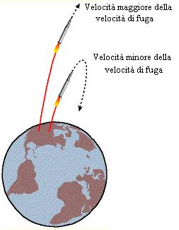 Velocità maggiore della
velocità di fuga
Velocità minore della
velocità di fuga